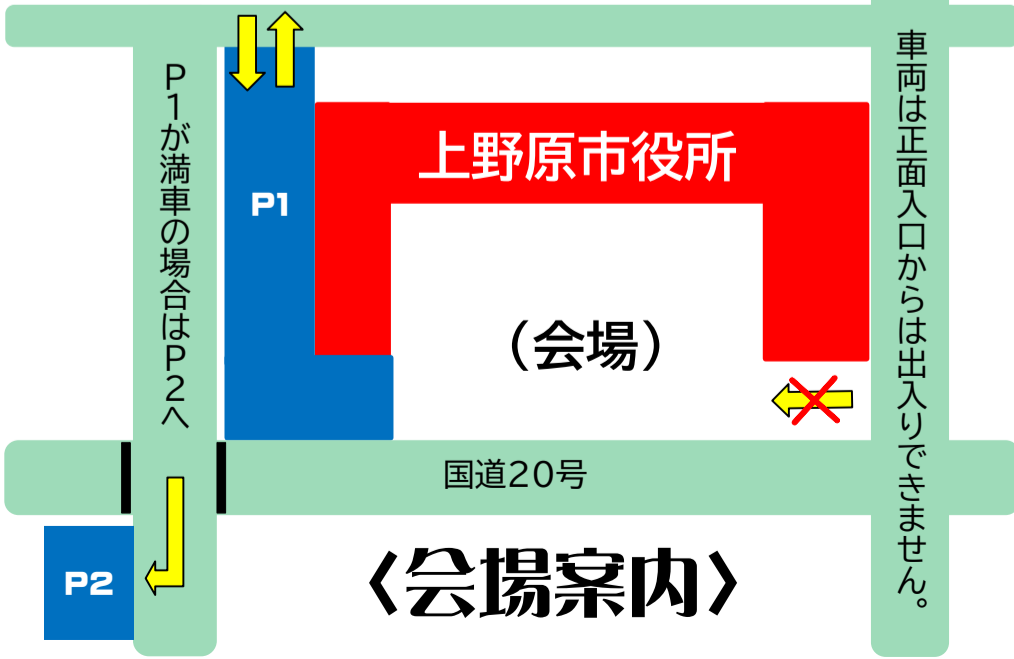 車両は正面入口からは出入りできません。
P1が満車の場合はP2へ
上野原市役所
P1
（会場）
国道20号
P2
〈会場案内〉